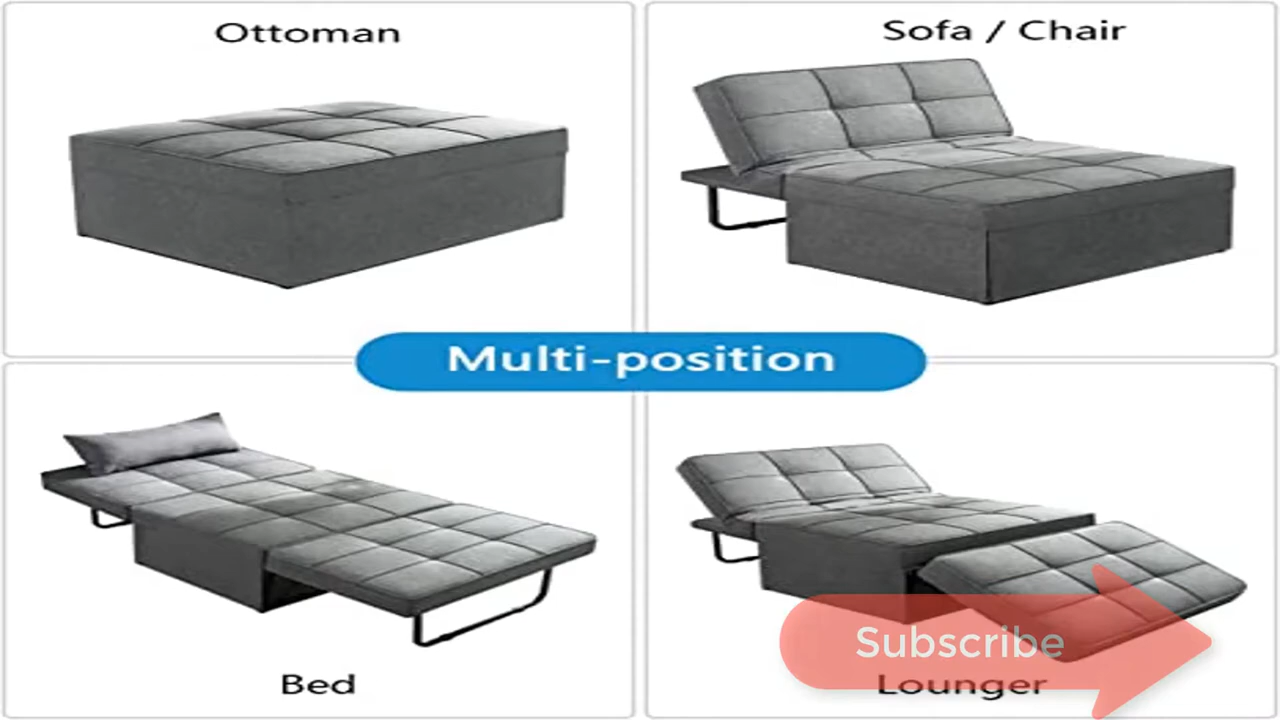 Ottoman
Sofa / Chair
Multi-position
Bed
Subscribe
Lounger